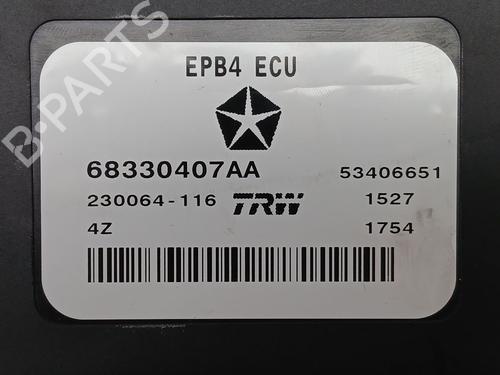 EPB4 ECU
68330407AA 53406651
230064-116 TRW 1527
4Z 1754
B-PARTS